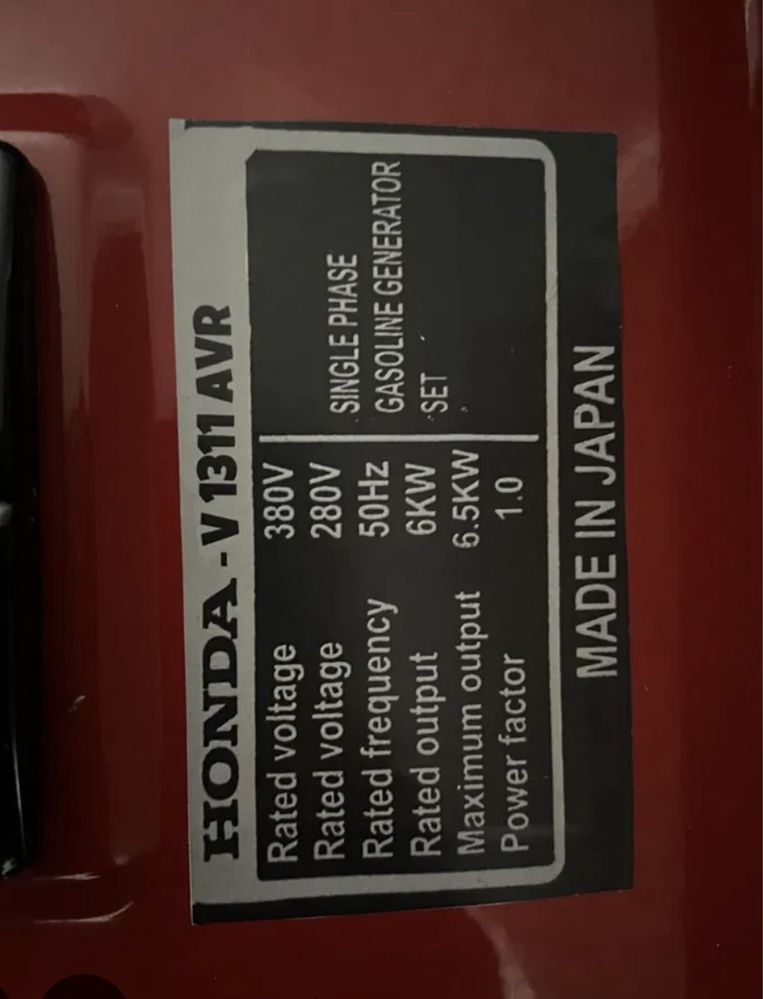 HONDA - V 1311 AVR
Rated voltage 380V
Rated voltage 280V
Rated frequency 50Hz
Rated output 6KW
Maximum output 6.5KW
Power factor 1.0
SINGLE PHASE
GASOLINE GENERATOR
SET
MADE IN JAPAN